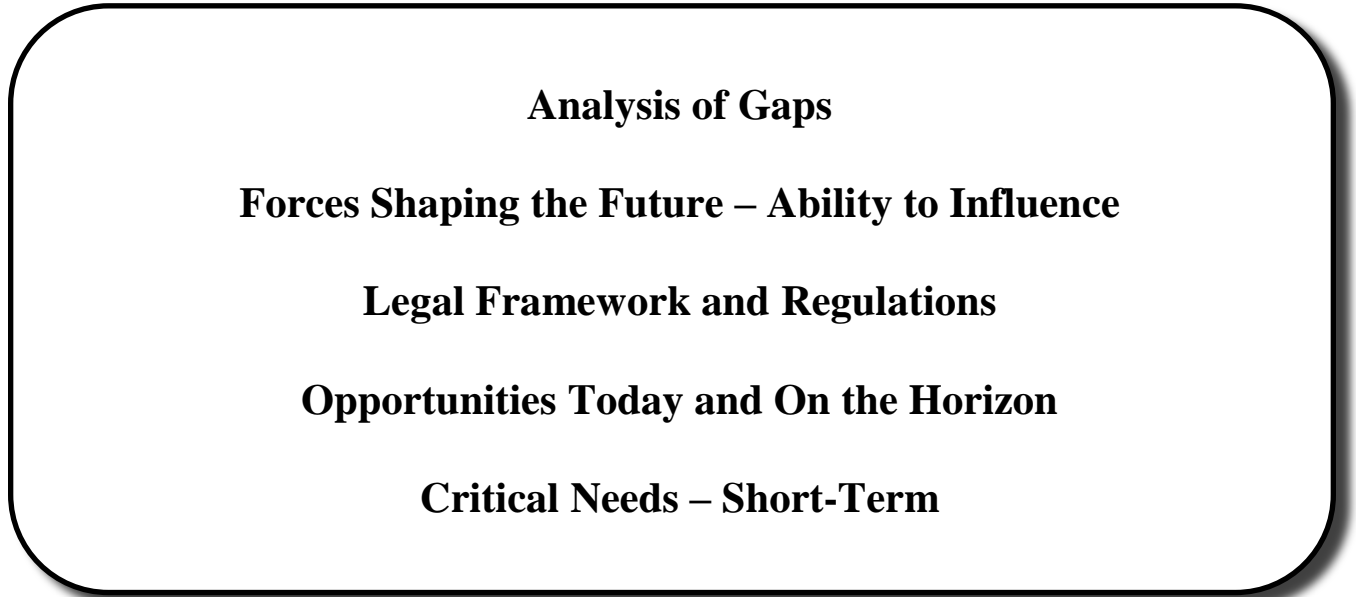 Analysis of Gaps
Forces Shaping the Future – Ability to Influence
Legal Framework and Regulations
Opportunities Today and On the Horizon
Critical Needs – Short-Term